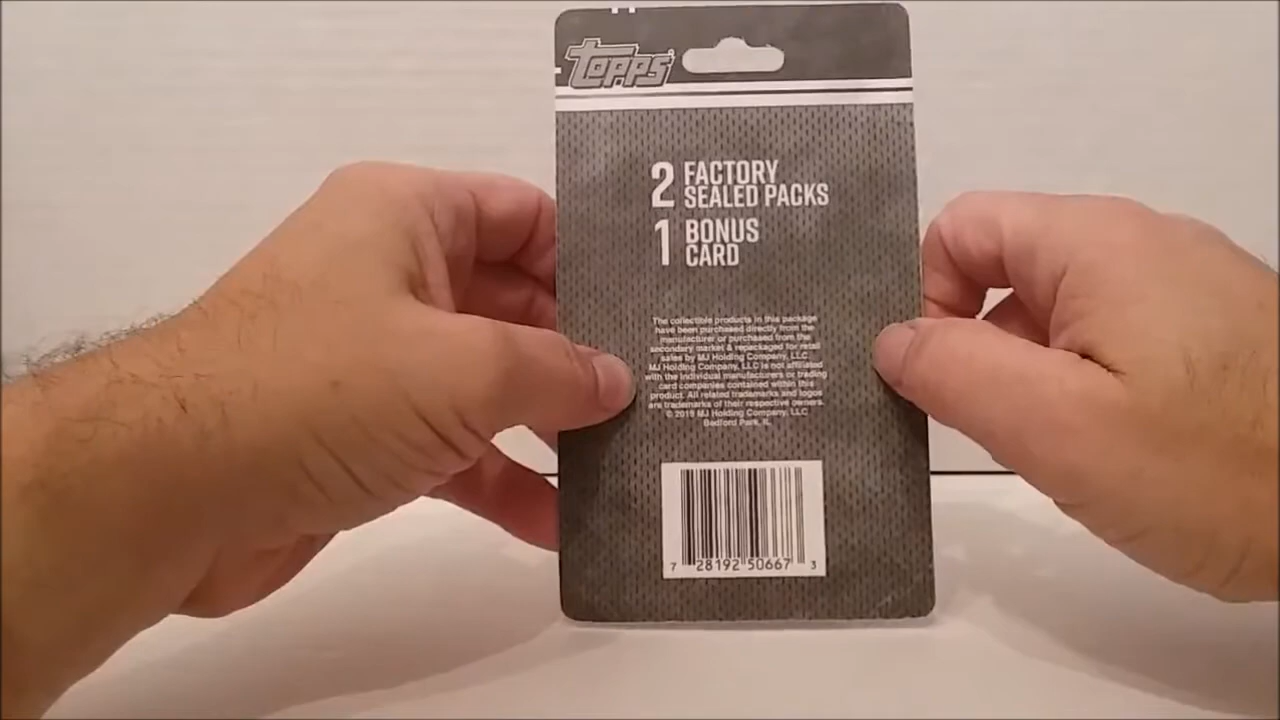 Topps
2 FACTORY
SEALED PACKS
1 BONUS
CARD
The collectible products in this package
have been purchased directly from the
manufacturer or purchased from the
secondary market & repackaged for retail
sales by MJ Holding Company, LLC.
MJ Holding Company, LLC is not affiliated
with the individual manufacturers or trading
card companies contained within this
product. All related trademarks and logos
are trademarks of their respective owners.
© 2019 MJ Holding Company, LLC
Bedford Park, IL
7 28192 50667 3